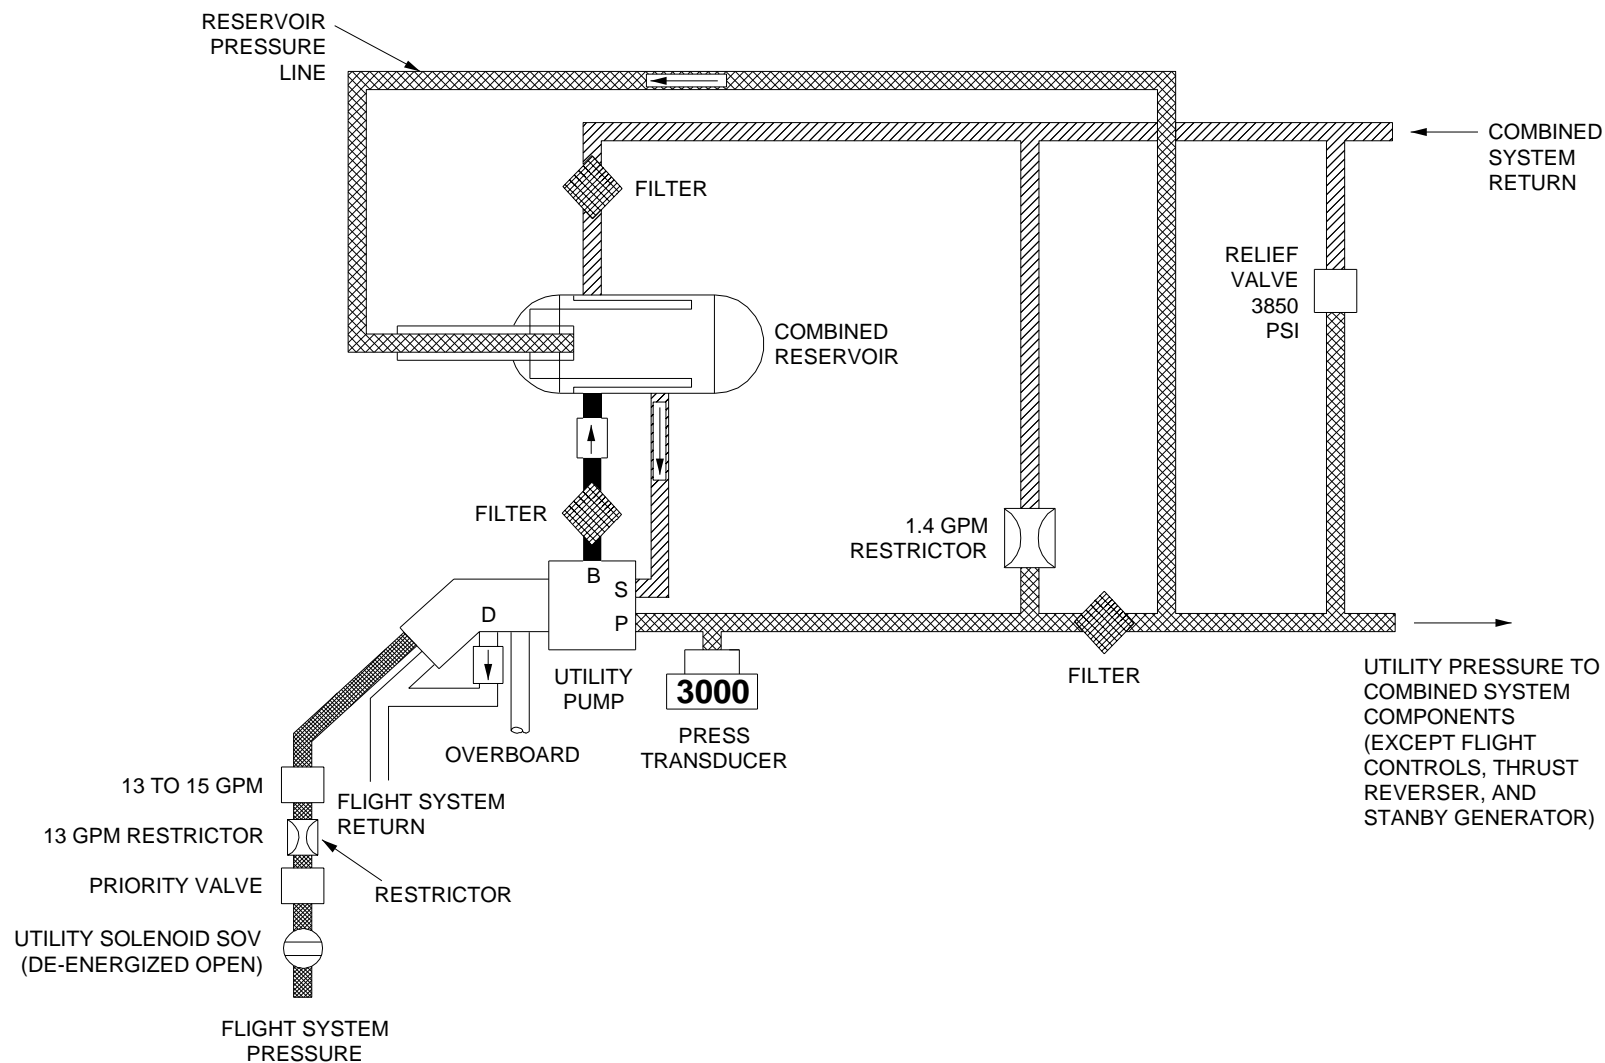 RESERVOIR
PRESSURE
LINE
COMBINED
SYSTEM
RETURN
FILTER
RELIEF
VALVE
3850
PSI
COMBINED
RESERVOIR
FILTER
1.4 GPM
RESTRICTOR
B
S
P
D
UTILITY
PUMP
3000
PRESS
TRANSDUCER
FILTER
UTILITY PRESSURE TO
COMBINED SYSTEM
COMPONENTS
(EXCEPT FLIGHT
CONTROLS, THRUST
REVERSER, AND
STANBY GENERATOR)
OVERBOARD
13 TO 15 GPM
FLIGHT SYSTEM
RETURN
13 GPM RESTRICTOR
PRIORITY VALVE
RESTRICTOR
UTILITY SOLENOID SOV
(DE-ENERGIZED OPEN)
FLIGHT SYSTEM
PRESSURE